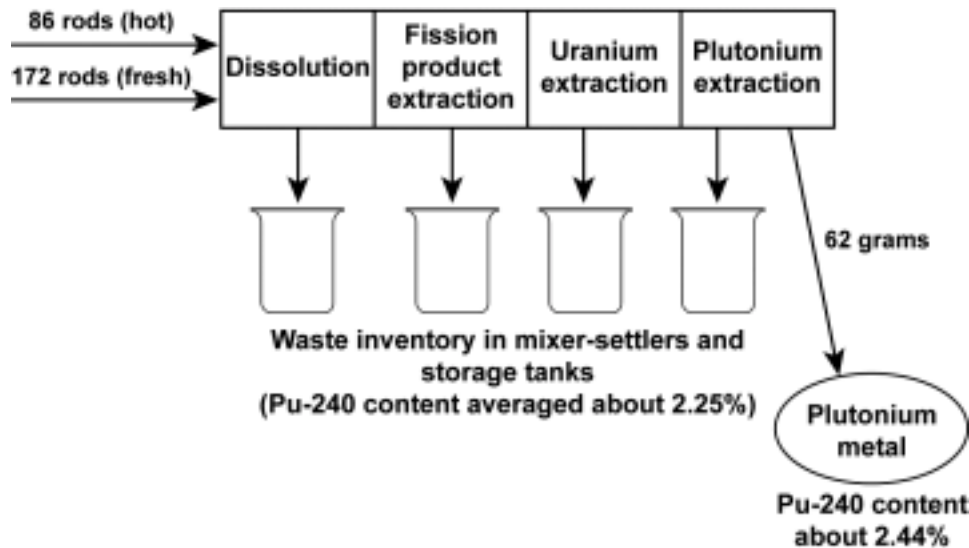 86 rods (hot)
172 rods (fresh)
Dissolution
Fission
product
extraction
Uranium
extraction
Plutonium
extraction
62 grams
Waste inventory in mixer-settlers and
storage tanks
(Pu-240 content averaged about 2.25%)
Plutonium
metal
Pu-240 content
about 2.44%